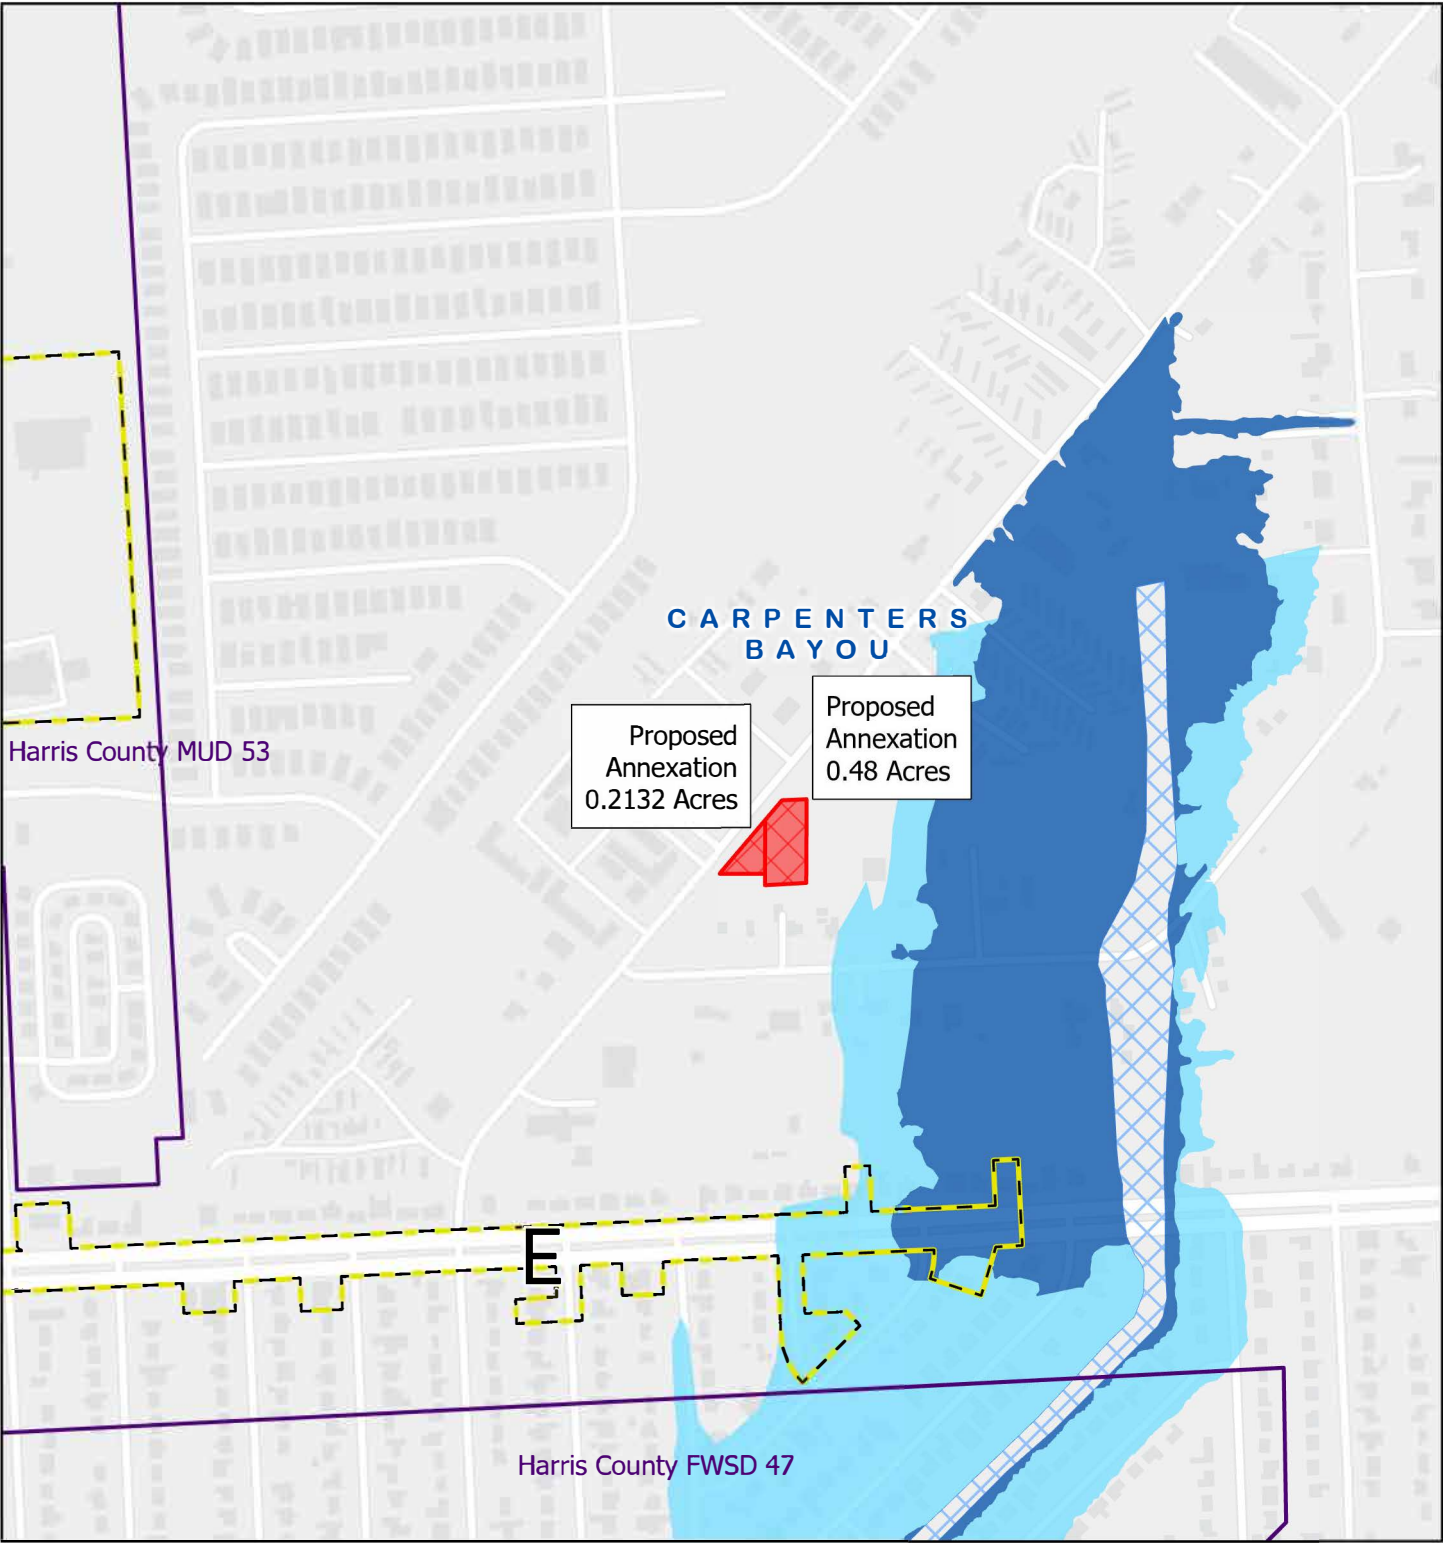 CARPENTERS
BAYOU
Proposed
Annexation
0.48 Acres
Proposed
Annexation
0.2132 Acres
Harris County MUD 53
E
Harris County FWSD 47